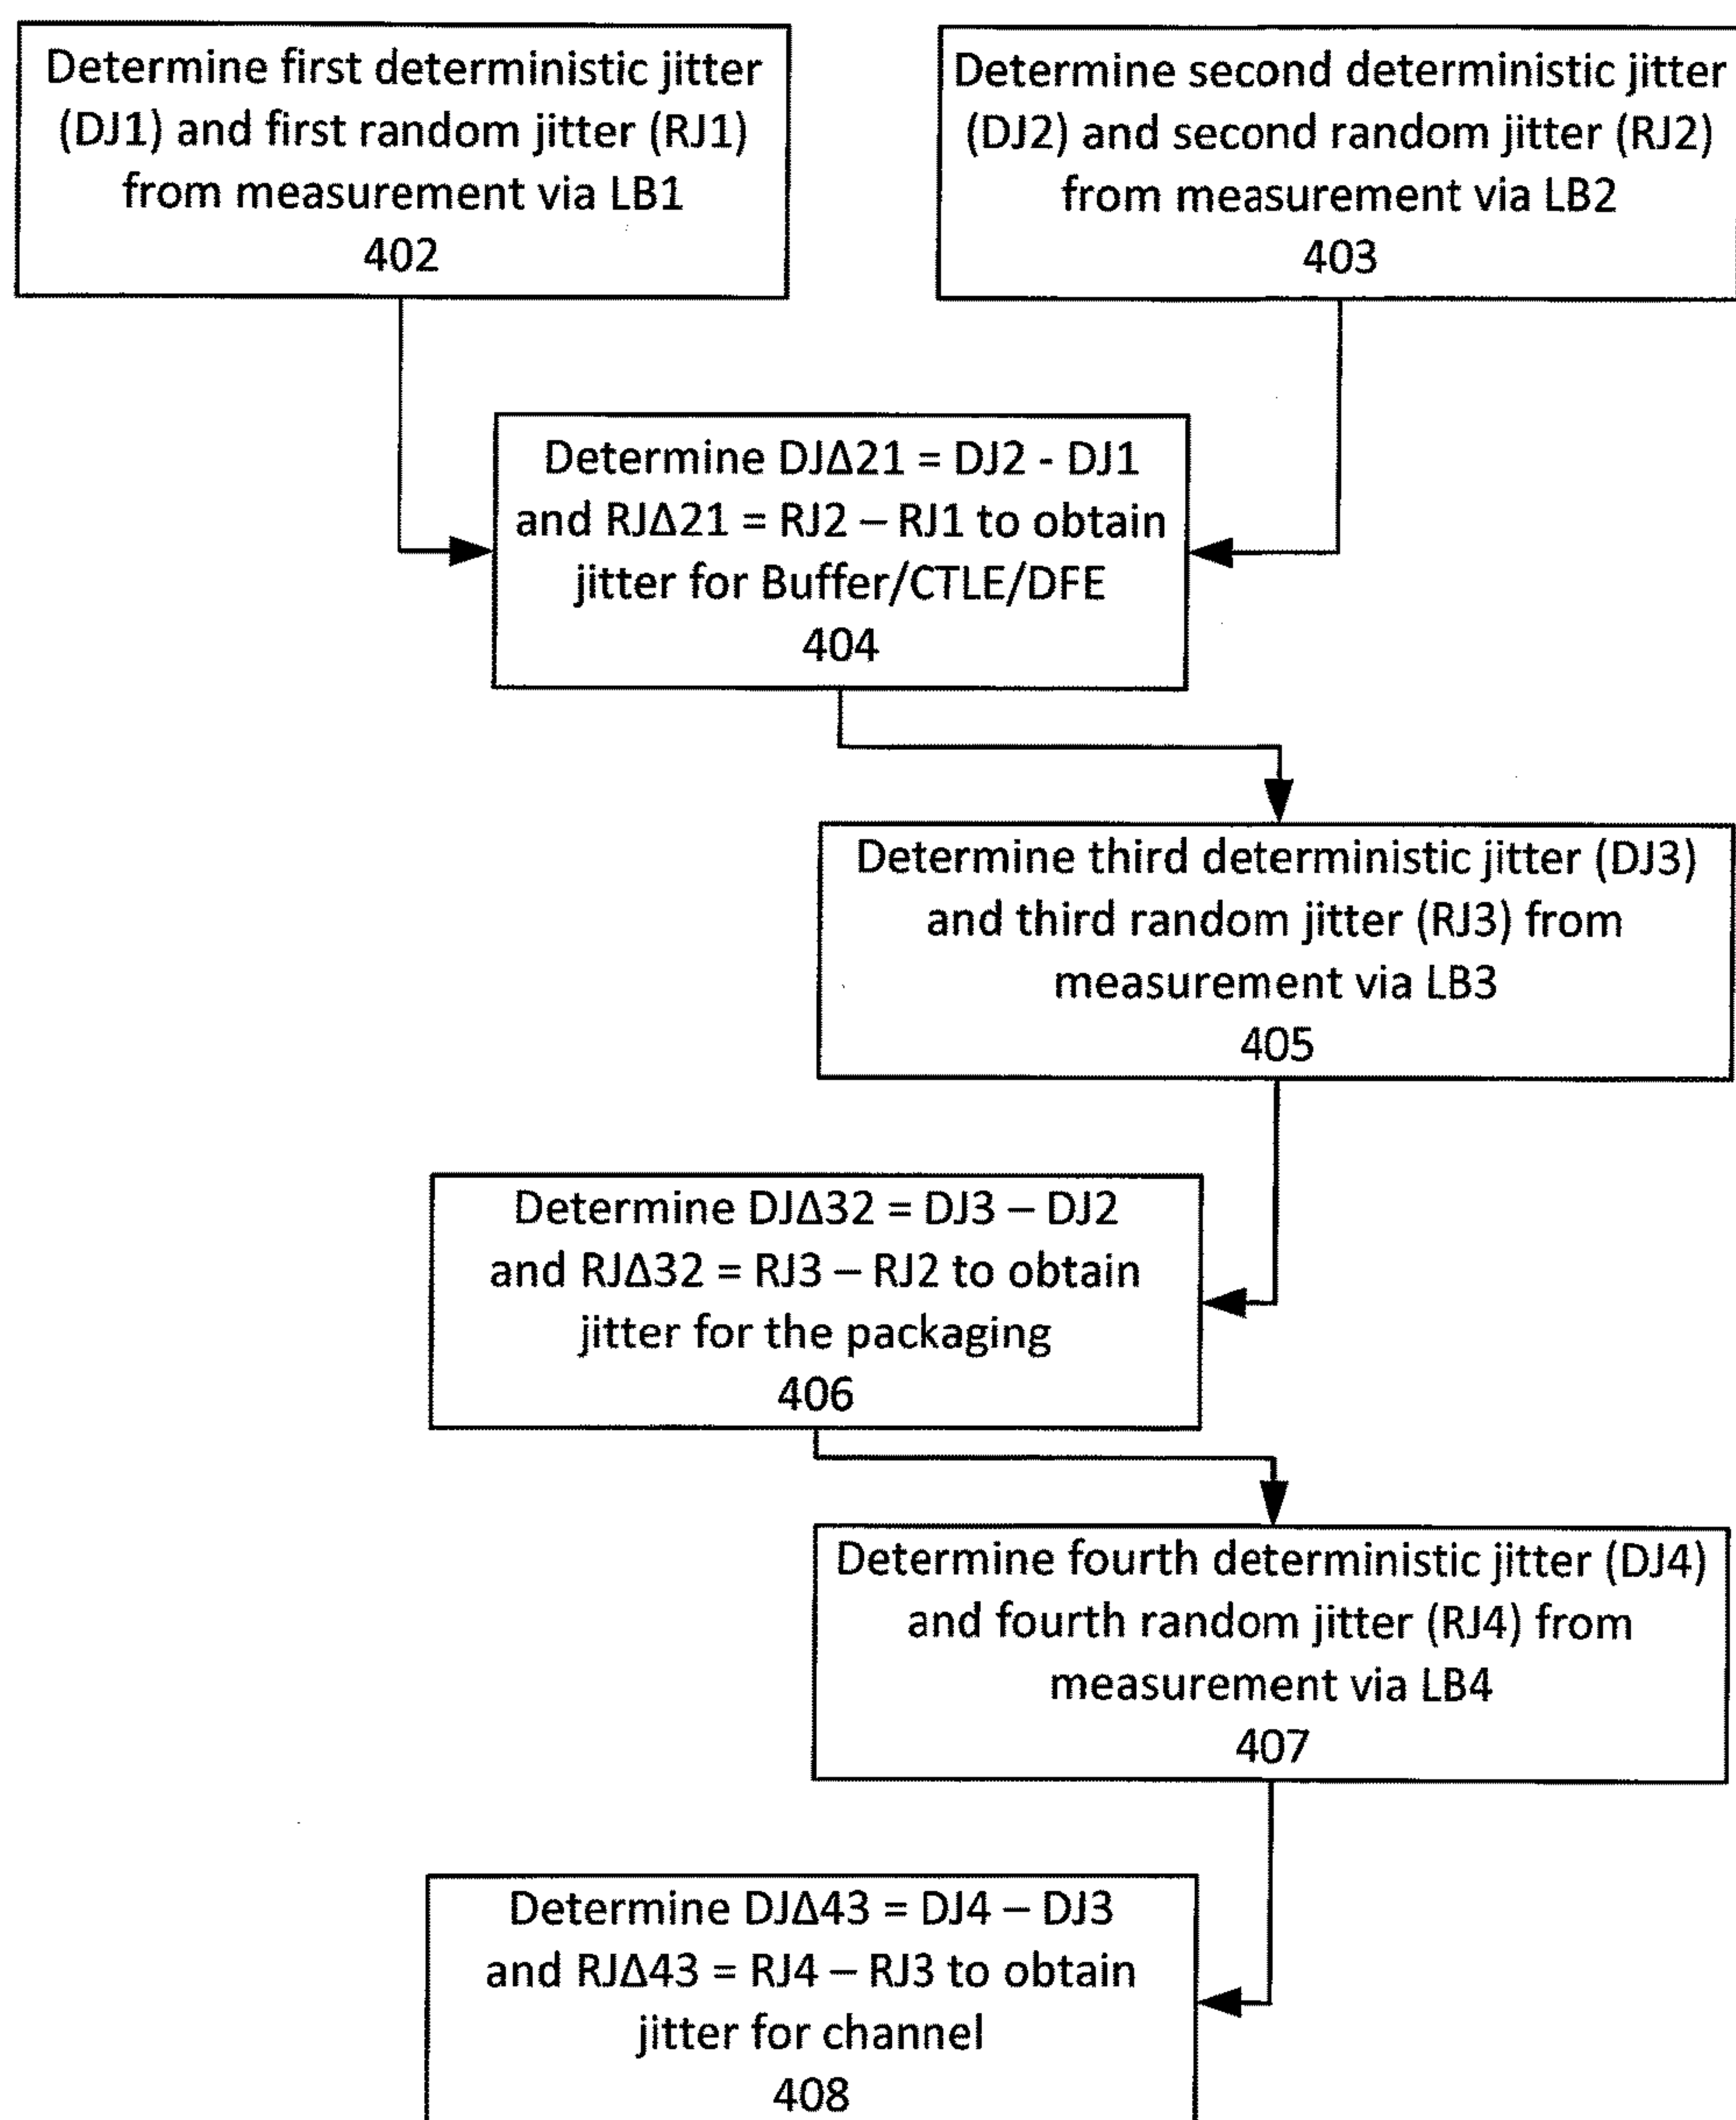 Determine first deterministic jitter
(DJ1) and first random jitter (RJ1)
from measurement via LB1
402
Determine second deterministic jitter
(DJ2) and second random jitter (RJ2)
from measurement via LB2
403
Determine DJΔ21 = DJ2 - DJ1
and RJΔ21 = RJ2 – RJ1 to obtain
jitter for Buffer/CTLE/DFE
404
Determine third deterministic jitter (DJ3)
and third random jitter (RJ3) from
measurement via LB3
405
Determine DJΔ32 = DJ3 – DJ2
and RJΔ32 = RJ3 – RJ2 to obtain
jitter for the packaging
406
Determine fourth deterministic jitter (DJ4)
and fourth random jitter (RJ4) from
measurement via LB4
407
Determine DJΔ43 = DJ4 – DJ3
and RJΔ43 = RJ4 – RJ3 to obtain
jitter for channel
408